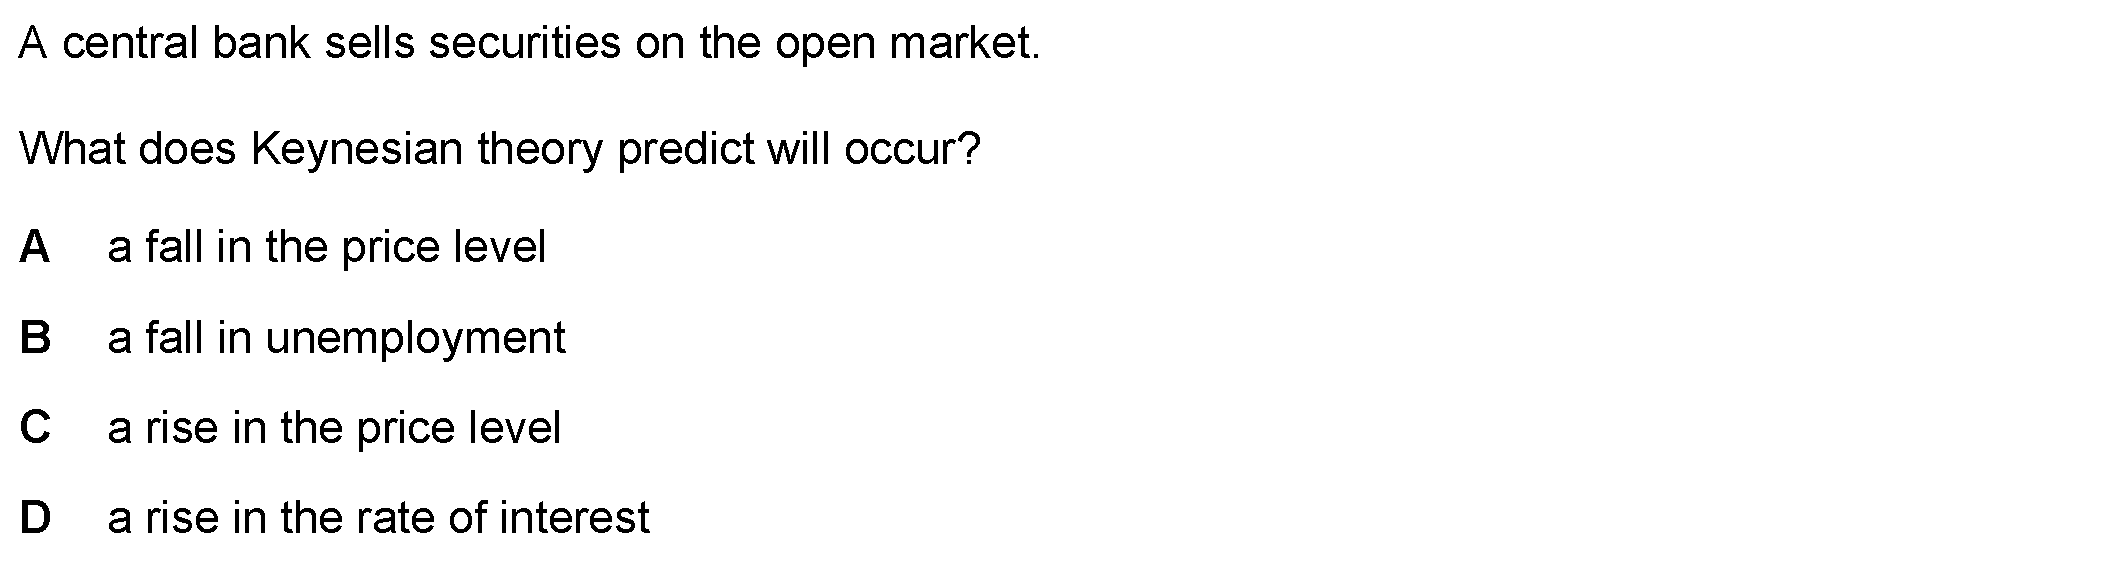 A central bank sells securities on the open market.
What does Keynesian theory predict will occur?
A a fall in the price level
B a fall in unemployment
C a rise in the price level
D a rise in the rate of interest